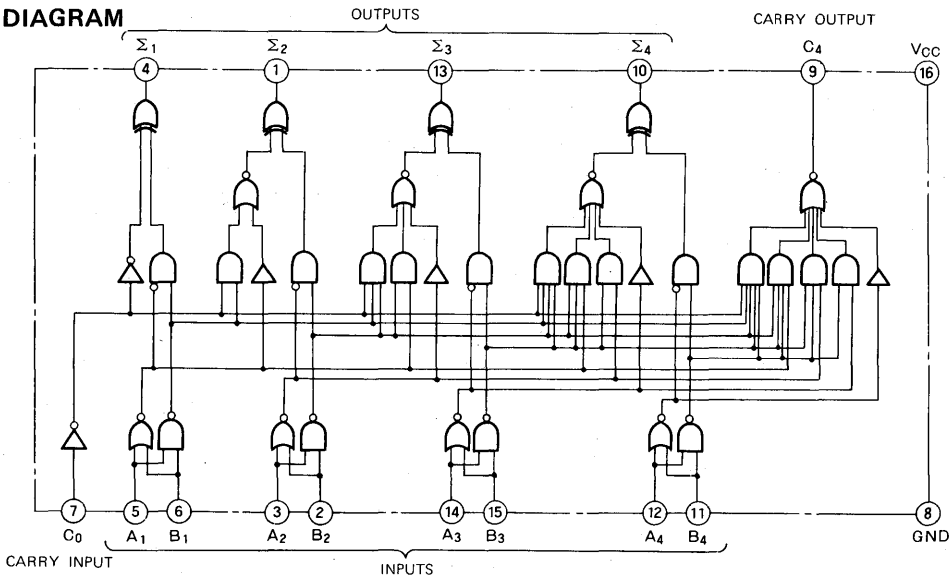 DIAGRAM
OUTPUTS
CARRY OUTPUT
Σ1 Σ2 Σ3 Σ4 C4 VCC
4 1 13 10 9 16
7 5 6 3 2 14 15 12 11 8
C0 A1 B1 A2 B2 A3 B3 A4 B4 GND
CARRY INPUT
INPUTS